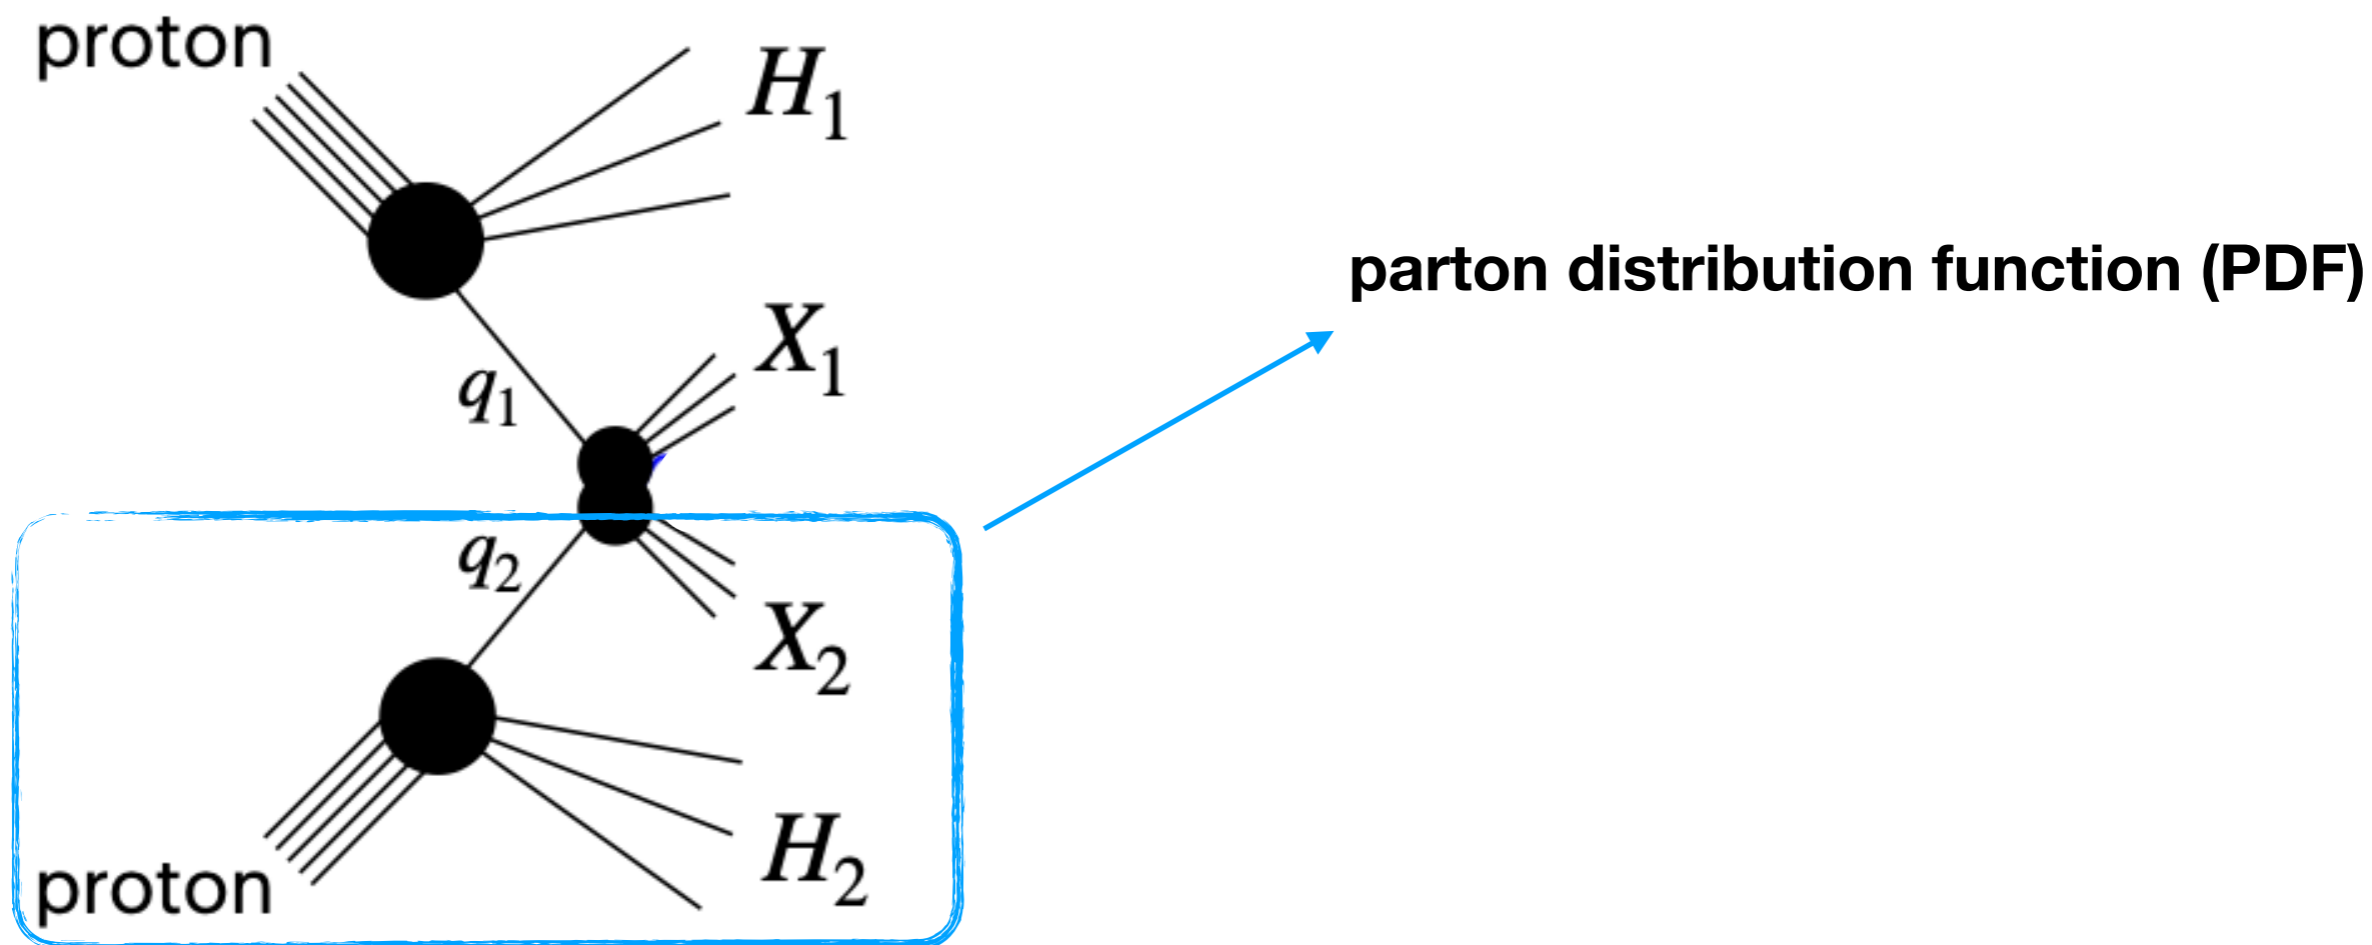 proton
H₁
parton distribution function (PDF)
X₁
q₁
q₂
X₂
H₂
proton